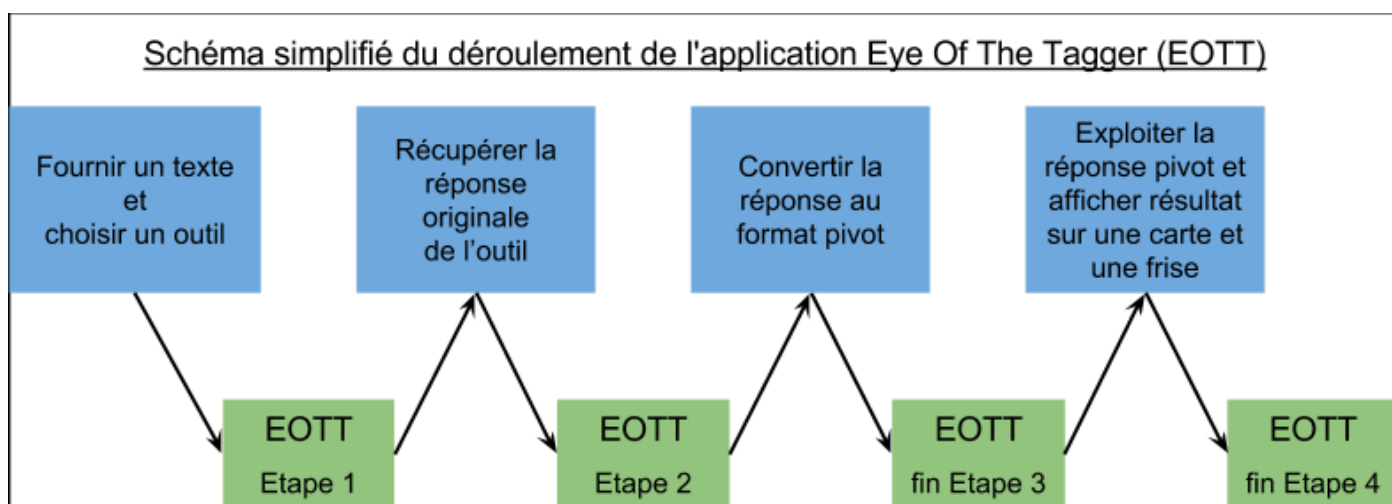 Schéma simplifié du déroulement de l'application Eye Of The Tagger (EOTT)
Fournir un texte
et
choisir un outil
Récupérer la
réponse
originale
de l’outil
Convertir la
réponse au
format pivot
Exploiter la
réponse pivot et
afficher résultat
sur une carte et
une frise
EOTT
Etape 1
EOTT
Etape 2
EOTT
fin Etape 3
EOTT
fin Etape 4